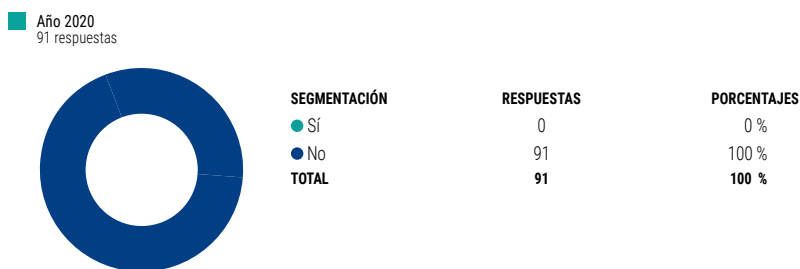 Año 2020
91 respuestas
SEGMENTACIÓN RESPUESTAS PORCENTAJES
Sí 0 0 %
No 91 100 %
TOTAL 91 100 %